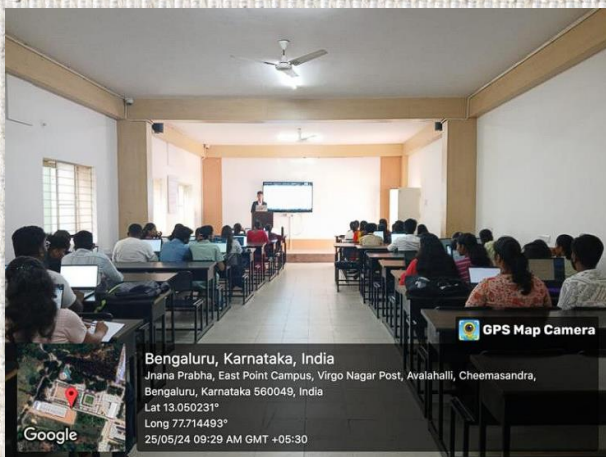 GPS Map Camera
Bengaluru, Karnataka, India
Jnana Prabha, East Point Campus, Virgo Nagar Post, Avalahalli, Cheemasandra,
Bengaluru, Karnataka 560049, India
Lat 13.050231°
Long 77.714493°
25/05/24 09:29 AM GMT +05:30
Google